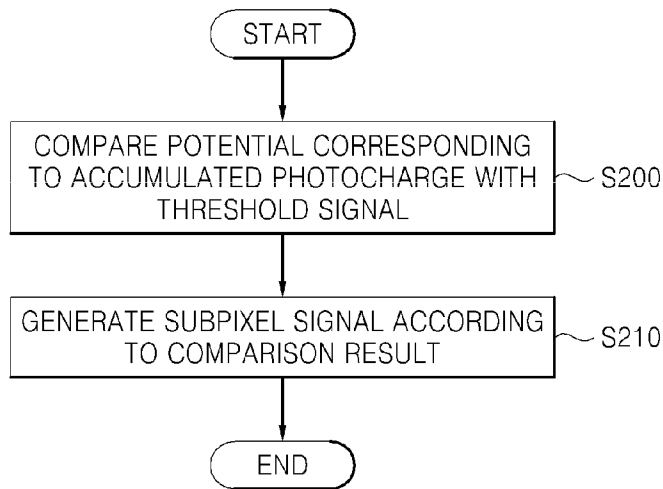 START
COMPARE POTENTIAL CORRESPONDING
TO ACCUMULATED PHOTOCHARGE WITH
THRESHOLD SIGNAL
S200
GENERATE SUBPIXEL SIGNAL ACCORDING
TO COMPARISON RESULT
S210
END